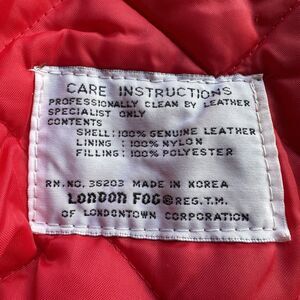 CARE INSTRUCTIONS
PROFESSIONALLY CLEAN BY LEATHER
SPECIALIST ONLY
CONTENTS
SHELL: 100% GENUINE LEATHER
LINING : 100% NYLON
FILLING : 100% POLYESTER
RN. NO. 36203 MADE IN KOREA
LONDON FOG® REG. T.M.
OF LONDONTOWN CORPORATION